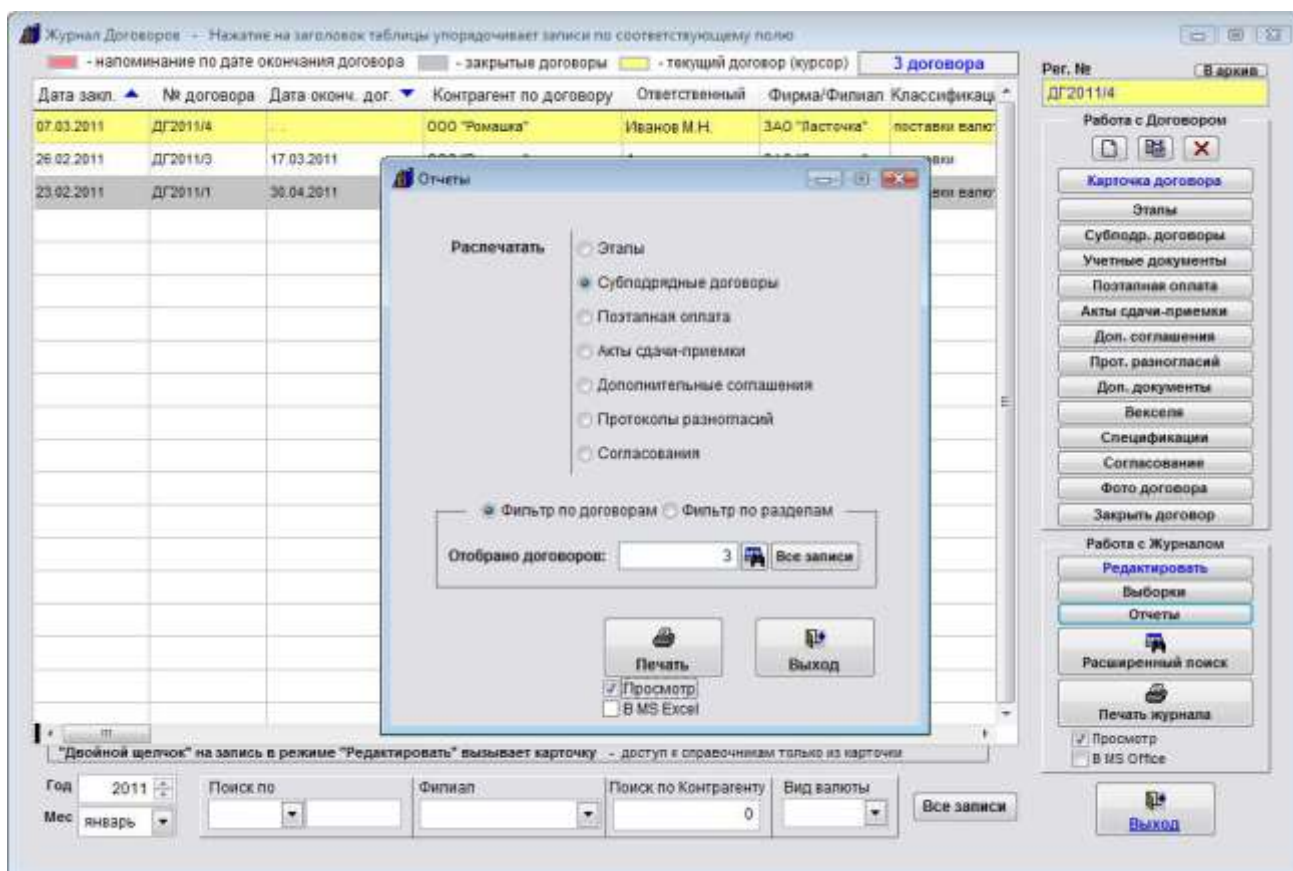 Журнал Договоров - Нажатие на заголовок таблицы упорядочивает записи по соответствующему полю
- напоминание по дате окончания договора - закрытые договоры - текущий договор (курсор) 3 договора
Рег. № В архив
ДГ2011/4
Дата закл. № договора Дата оконч. дог. Контрагент по договору Ответственный Фирма/Филиал Классификац
07.03.2011 ДГ2011/4 . . ООО "Ромашка" Иванов М.Н. ЗАО "Ласточка" поставки валют
26.02.2011 ДГ2011/3 17.03.2011
23.02.2011 ДГ2011/1 30.04.2011
Отчеты
Распечатать
Этапы
Субподрядные договоры
Поэтапная оплата
Акты сдачи-приемки
Дополнительные соглашения
Протоколы разногласий
Согласования
Фильтр по договорам Фильтр по разделам
Отобрано договоров: 3 Все записи
Печать Выход
Просмотр
В MS Excel
Работа с Договором
Карточка договора
Этапы
Субподр. договоры
Учетные документы
Поэтапная оплата
Акты сдачи-приемки
Доп. соглашения
Прот. разногласий
Доп. документы
Векселя
Спецификации
Согласование
Фото договора
Закрыть договор
Работа с Журналом
Редактировать
Выборки
Отчеты
Расширенный поиск
Печать журнала
Просмотр
В MS Office
Выход
"Двойной щелчок" на запись в режиме "Редактировать" вызывает карточку - доступ к справочникам только из карточки
Год 2011 Поиск по Филиал Поиск по Контрагенту Вид валюты
Мес январь 0 Все записи